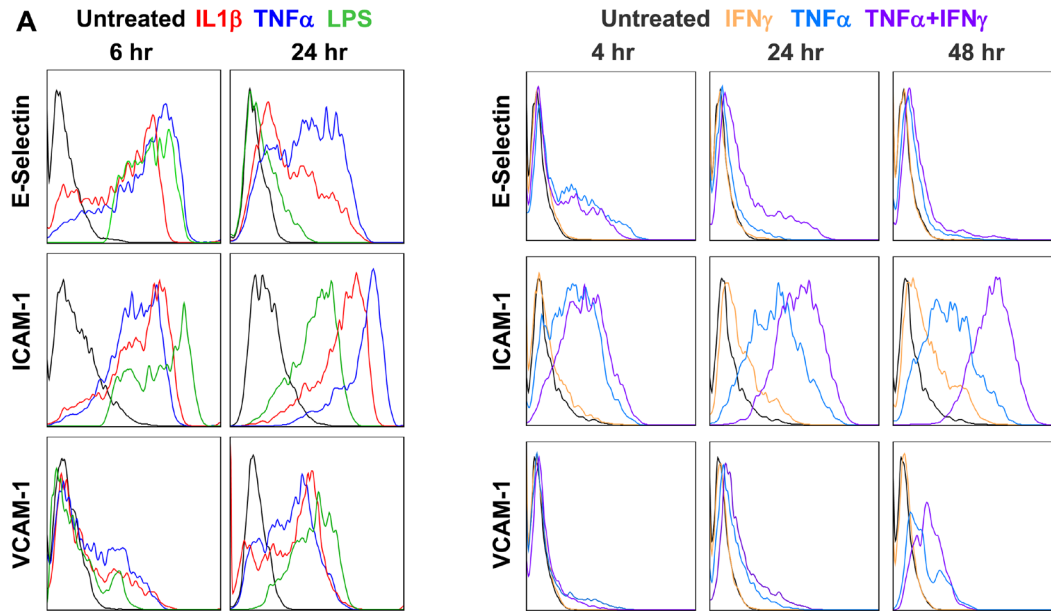 A
Untreated IL1β TNFα LPS
6 hr 24 hr
E-Selectin
ICAM-1
VCAM-1
Untreated IFNγ TNFα TNFα+IFNγ
4 hr 24 hr 48 hr
E-Selectin
ICAM-1
VCAM-1